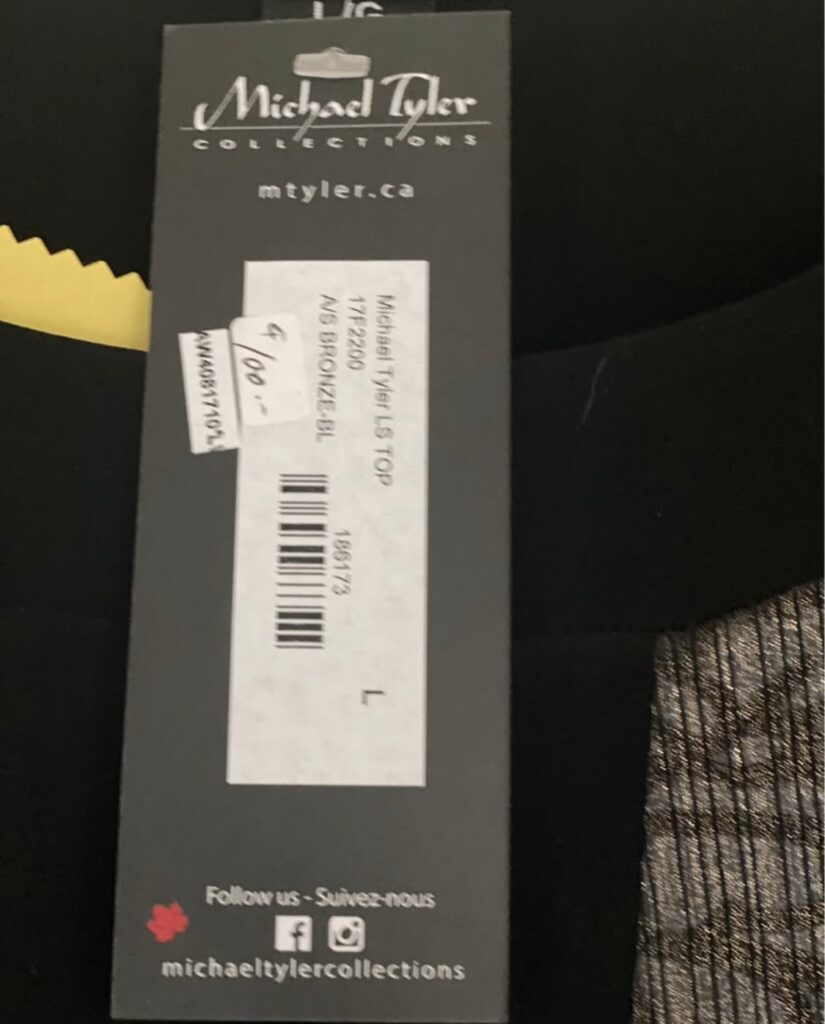 L/G
Michael Tyler
COLLECTIONS
mtyler.ca
Michael Tyler LS TOP
17F2200
A/S BRONZE-BL
186173
L
/00.-
Follow us - Suivez-nous
michaeltylercollections